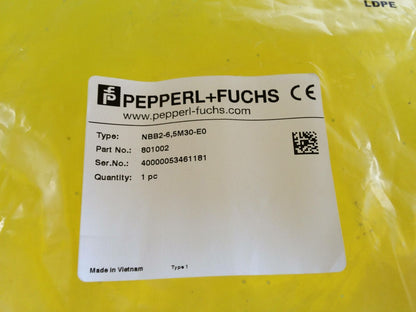 LDPE
PEPPERL+FUCHS CE
www.pepperl-fuchs.com
Type: NBB2-6,5M30-E0
Part No.: 801002
Ser.No.: 40000053461181
Quantity: 1 pc
Made in Vietnam Type 1